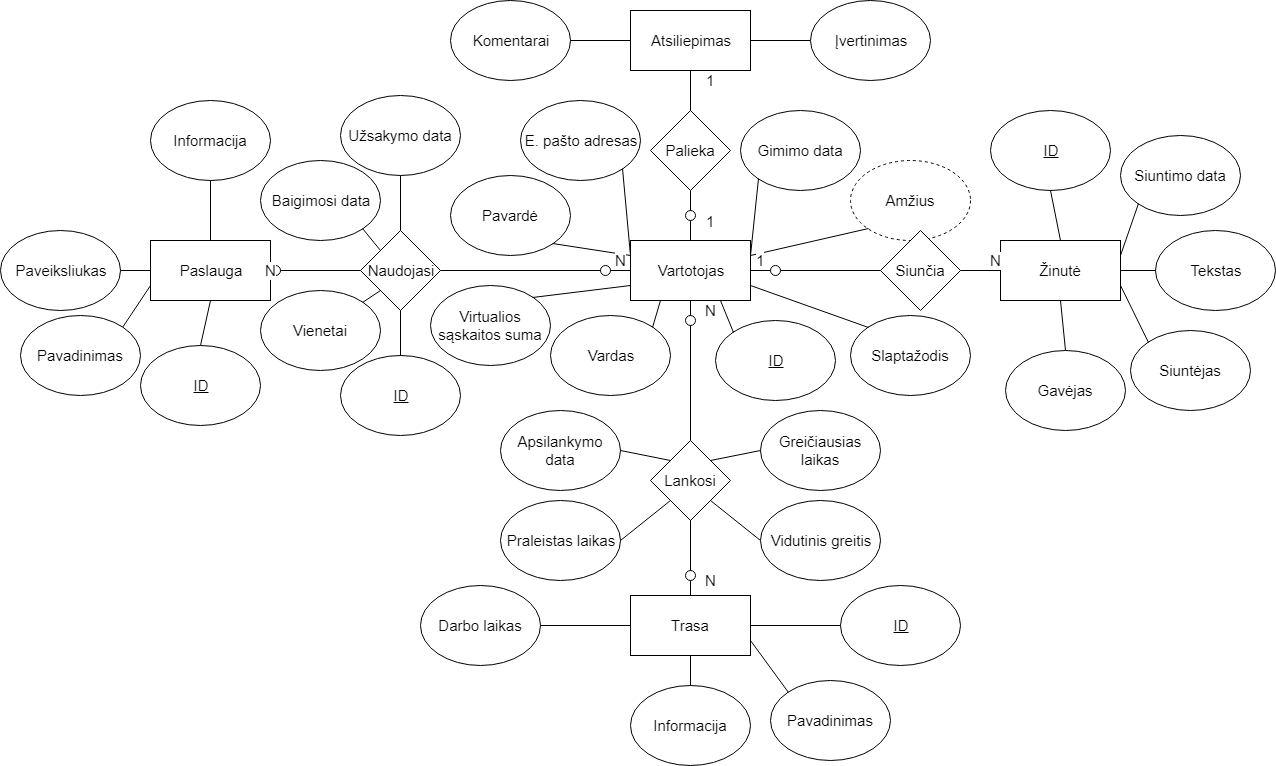 Komentarai
Atsiliepimas
Įvertinimas
1
Informacija
Užsakymo data
E. pašto adresas
Palieka
Gimimo data
ID
Siuntimo data
Baigimosi data
Pavardė
Amžius
1
Paveiksliukas
Paslauga
N
Naudojasi
N
Vartotojas
1
Siunčia
N
Žinutė
Tekstas
Pavadinimas
ID
Vienetai
ID
Virtualios
sąskaitos suma
Vardas
N
ID
Slaptažodis
Gavėjas
Siuntėjas
Apsilankymo
data
Greičiausias
laikas
Lankosi
Praleistas laikas
Vidutinis greitis
N
Darbo laikas
Trasa
ID
Informacija
Pavadinimas